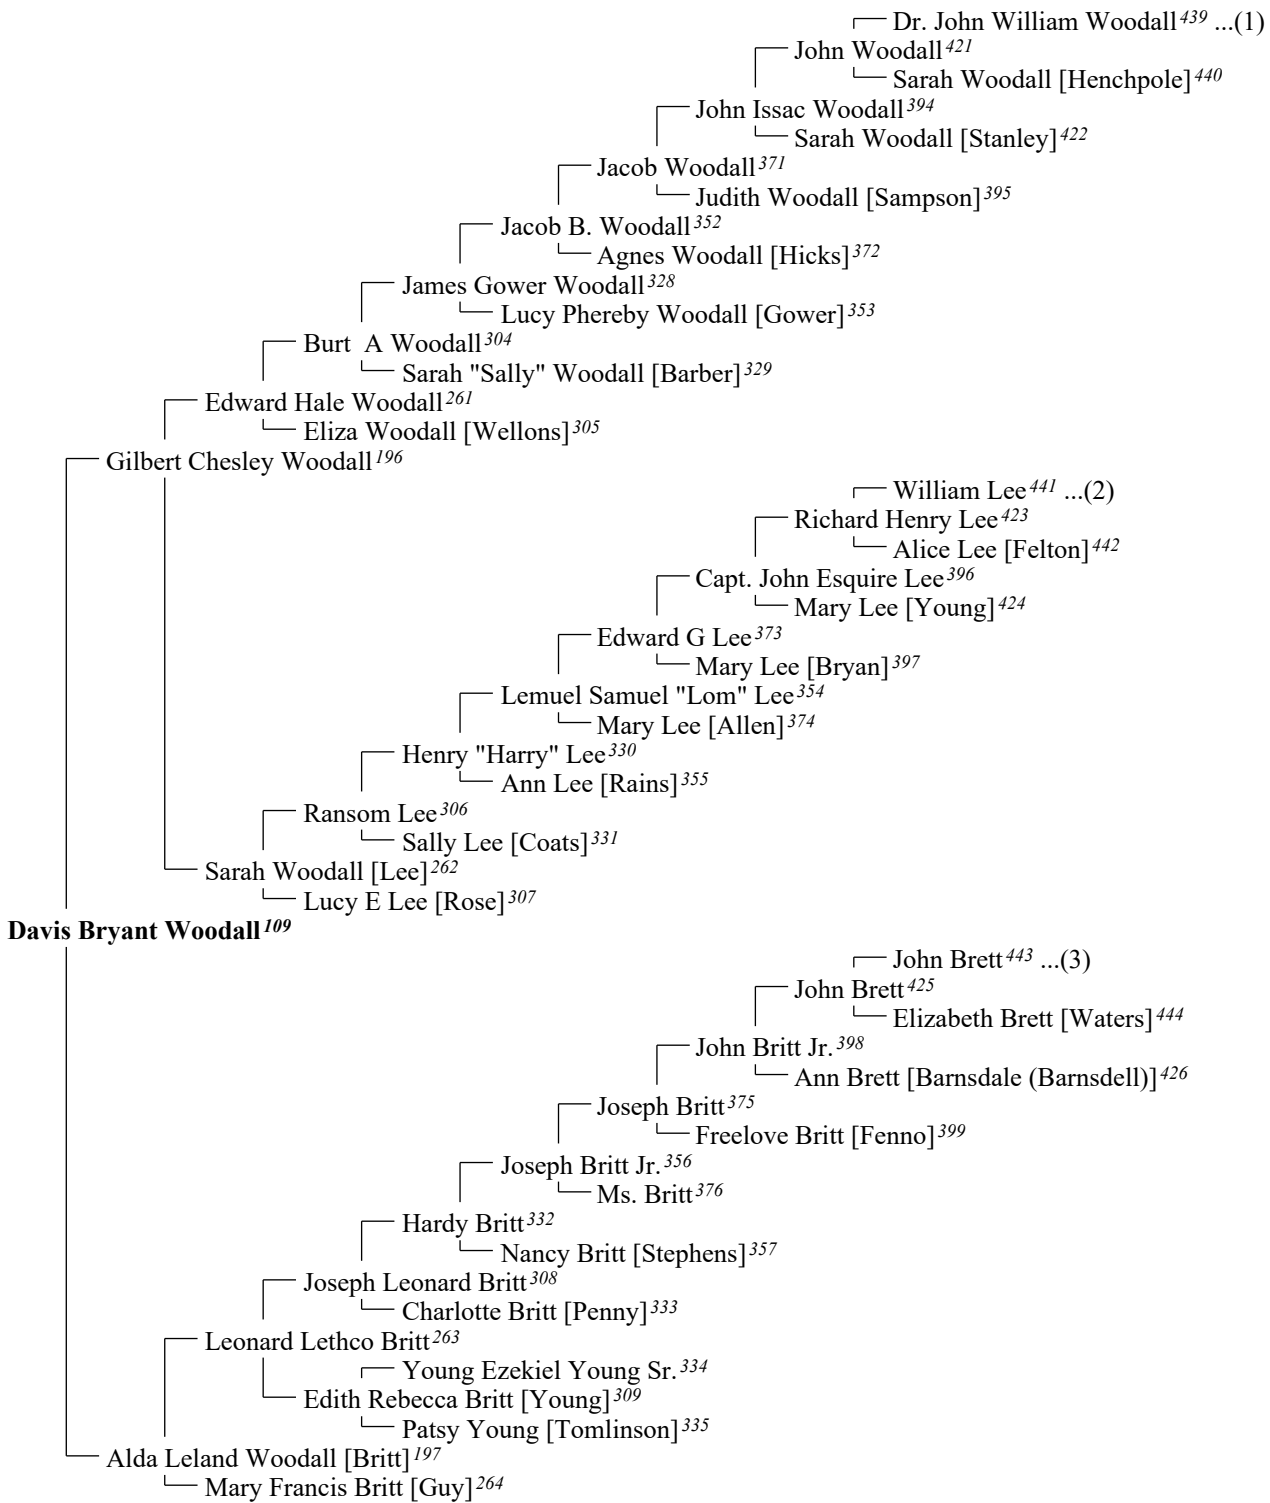 Dr. John William Woodall439 ...(1)
John Woodall421
Sarah Woodall [Henchpole]440
John Issac Woodall394
Sarah Woodall [Stanley]422
Jacob Woodall371
Judith Woodall [Sampson]395
Jacob B. Woodall352
Agnes Woodall [Hicks]372
James Gower Woodall328
Lucy Phereby Woodall [Gower]353
Burt  A Woodall304
Sarah "Sally" Woodall [Barber]329
Edward Hale Woodall261
Eliza Woodall [Wellons]305
Gilbert Chesley Woodall196
William Lee441 ...(2)
Richard Henry Lee423
Alice Lee [Felton]442
Capt. John Esquire Lee396
Mary Lee [Young]424
Edward G Lee373
Mary Lee [Bryan]397
Lemuel Samuel "Lom" Lee354
Mary Lee [Allen]374
Henry "Harry" Lee330
Ann Lee [Rains]355
Ransom Lee306
Sally Lee [Coats]331
Sarah Woodall [Lee]262
Lucy E Lee [Rose]307
Davis Bryant Woodall109
John Brett443 ...(3)
John Brett425
Elizabeth Brett [Waters]444
John Britt Jr.398
Ann Brett [Barnsdale (Barnsdell)]426
Joseph Britt375
Freelove Britt [Fenno]399
Joseph Britt Jr.356
Ms. Britt376
Hardy Britt332
Nancy Britt [Stephens]357
Joseph Leonard Britt308
Charlotte Britt [Penny]333
Leonard Lethco Britt263
Young Ezekiel Young Sr.334
Edith Rebecca Britt [Young]309
Patsy Young [Tomlinson]335
Alda Leland Woodall [Britt]197
Mary Francis Britt [Guy]264